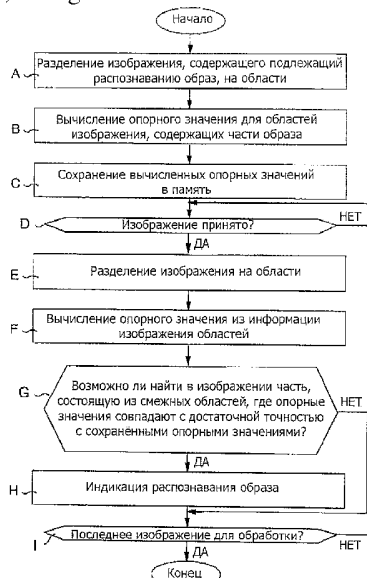 Начало
A
Разделение изображения, содержащего подлежащий
распознаванию образ, на области
B
Вычисление опорного значения для областей
изображения, содержащих части образа
C
Сохранение вычисленных опорных значений
в память
D
Изображение принято?
НЕТ
ДА
E
Разделение изображения на области
F
Вычисление опорного значения из информации
изображения областей
G
Возможно ли найти в изображении часть,
состоящую из смежных областей, где опорные
значения совпадают с достаточной точностью
с сохранёнными опорными значениями?
НЕТ
ДА
H
Индикация распознавания образа
I
Последнее изображение для обработки?
НЕТ
ДА
Конец